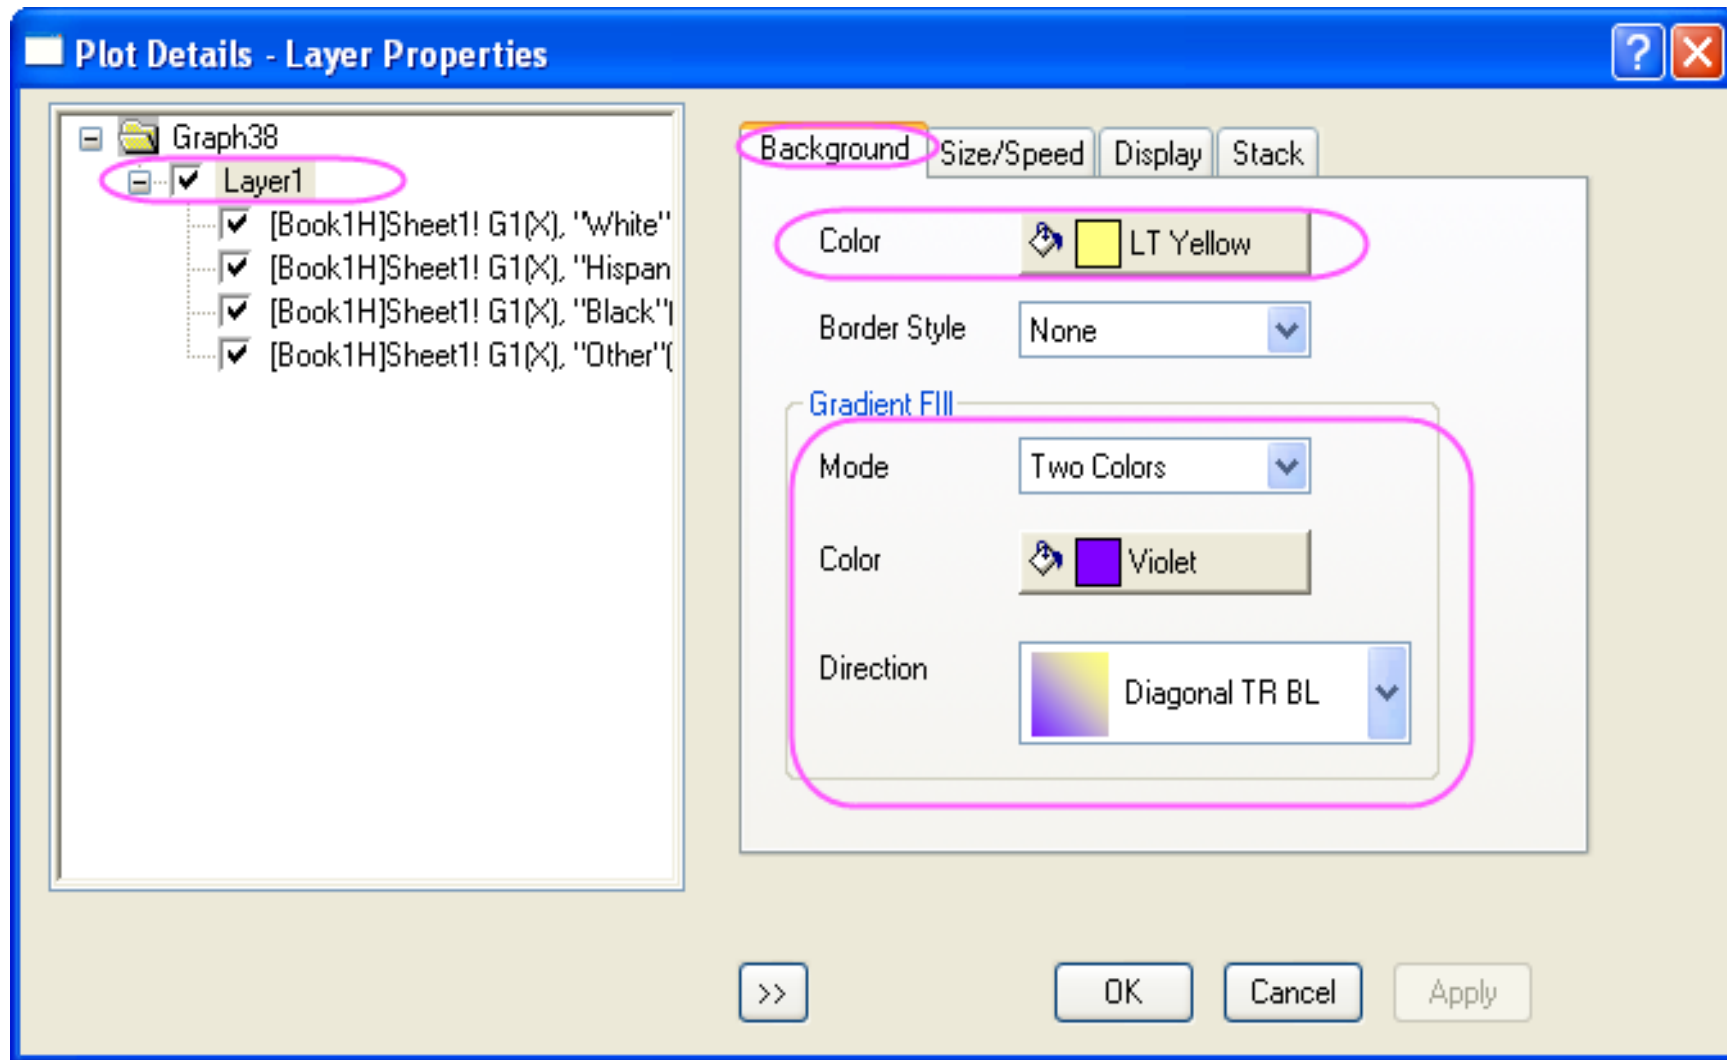 Plot Details - Layer Properties
?
Graph38
Layer1
[Book1H]Sheet1! G1(X), "White"
[Book1H]Sheet1! G1(X), "Hispan
[Book1H]Sheet1! G1(X), "Black"(
[Book1H]Sheet1! G1(X), "Other"(
Background Size/Speed Display Stack
Color LT Yellow
Border Style None
Gradient FIll
Mode Two Colors
Color Violet
Direction Diagonal TR BL
>> OK Cancel Apply